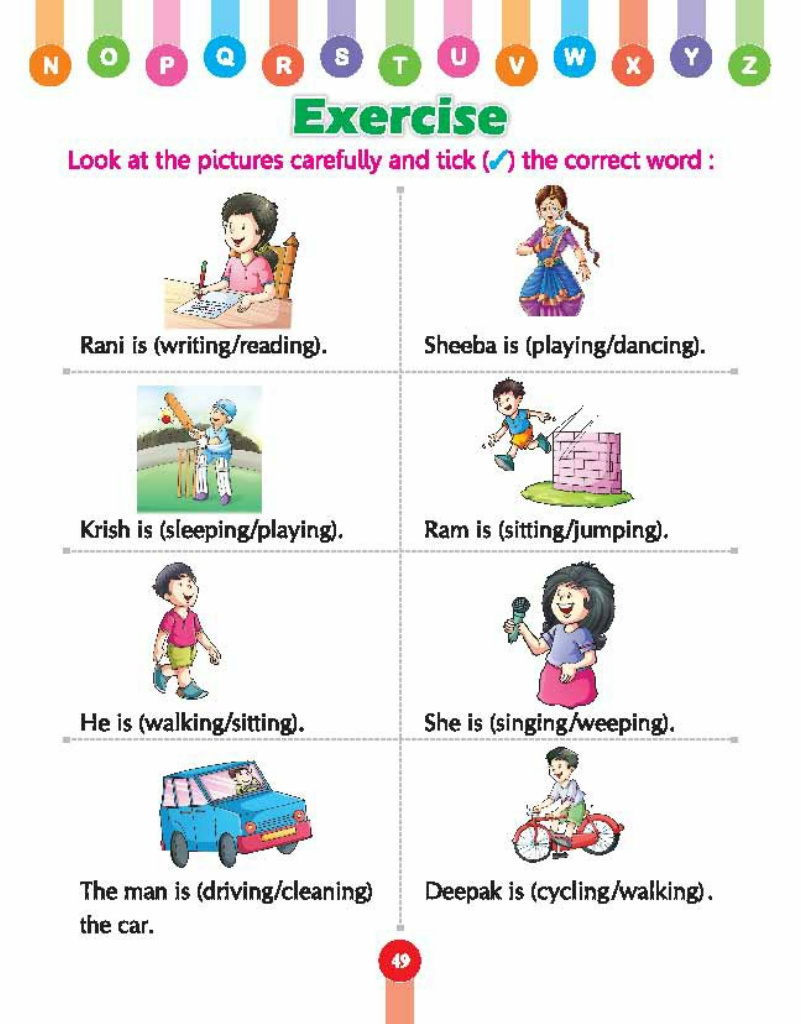 N O P Q R S T U V W X Y Z
Exercise
Look at the pictures carefully and tick (✓) the correct word :
Rani is (writing/reading).
Sheeba is (playing/dancing).
Krish is (sleeping/playing).
Ram is (sitting/jumping).
He is (walking/sitting).
She is (singing/weeping).
The man is (driving/cleaning)
the car.
Deepak is (cycling/walking).
49